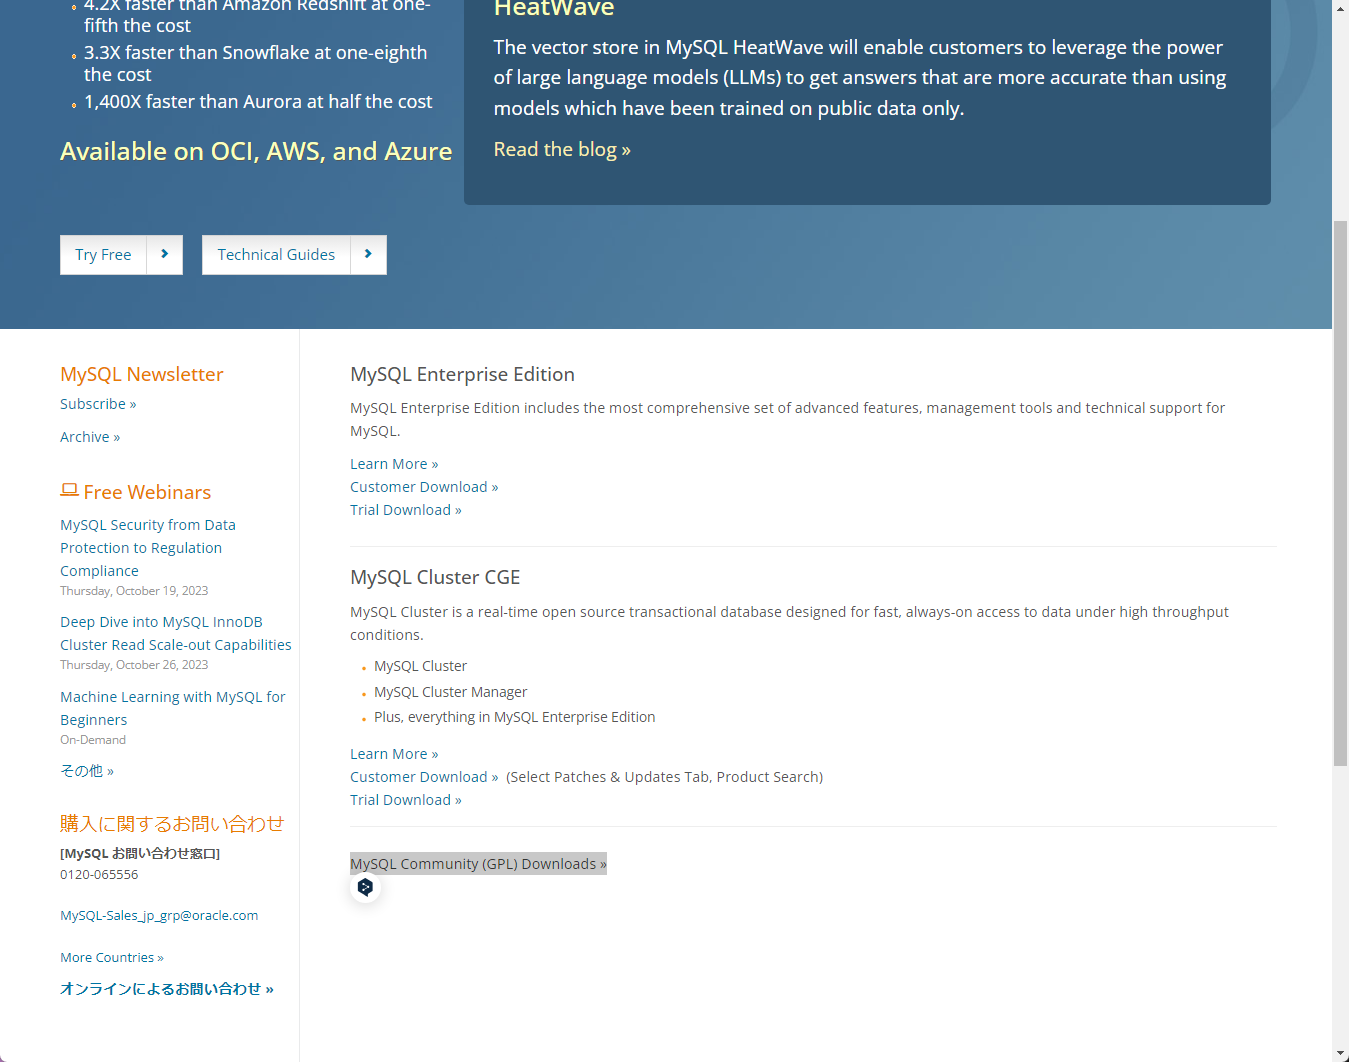 4.2X faster than Amazon Redshift at one-
fifth the cost
3.3X faster than Snowflake at one-eighth
the cost
1,400X faster than Aurora at half the cost
Available on OCI, AWS, and Azure
HeatWave
The vector store in MySQL HeatWave will enable customers to leverage the power
of large language models (LLMs) to get answers that are more accurate than using
models which have been trained on public data only.
Read the blog »
Try Free
Technical Guides
MySQL Newsletter
Subscribe »
Archive »
Free Webinars
MySQL Security from Data
Protection to Regulation
Compliance
Thursday, October 19, 2023
Deep Dive into MySQL InnoDB
Cluster Read Scale-out Capabilities
Thursday, October 26, 2023
Machine Learning with MySQL for
Beginners
On-Demand
その他 »
購入に関するお問い合わせ
[MySQL お問い合わせ窓口]
0120-065556
MySQL-Sales_jp_grp@oracle.com
More Countries »
オンラインによるお問い合わせ »
MySQL Enterprise Edition
MySQL Enterprise Edition includes the most comprehensive set of advanced features, management tools and technical support for
MySQL.
Learn More »
Customer Download »
Trial Download »
MySQL Cluster CGE
MySQL Cluster is a real-time open source transactional database designed for fast, always-on access to data under high throughput
conditions.
MySQL Cluster
MySQL Cluster Manager
Plus, everything in MySQL Enterprise Edition
Learn More »
Customer Download » (Select Patches & Updates Tab, Product Search)
Trial Download »
MySQL Community (GPL) Downloads »